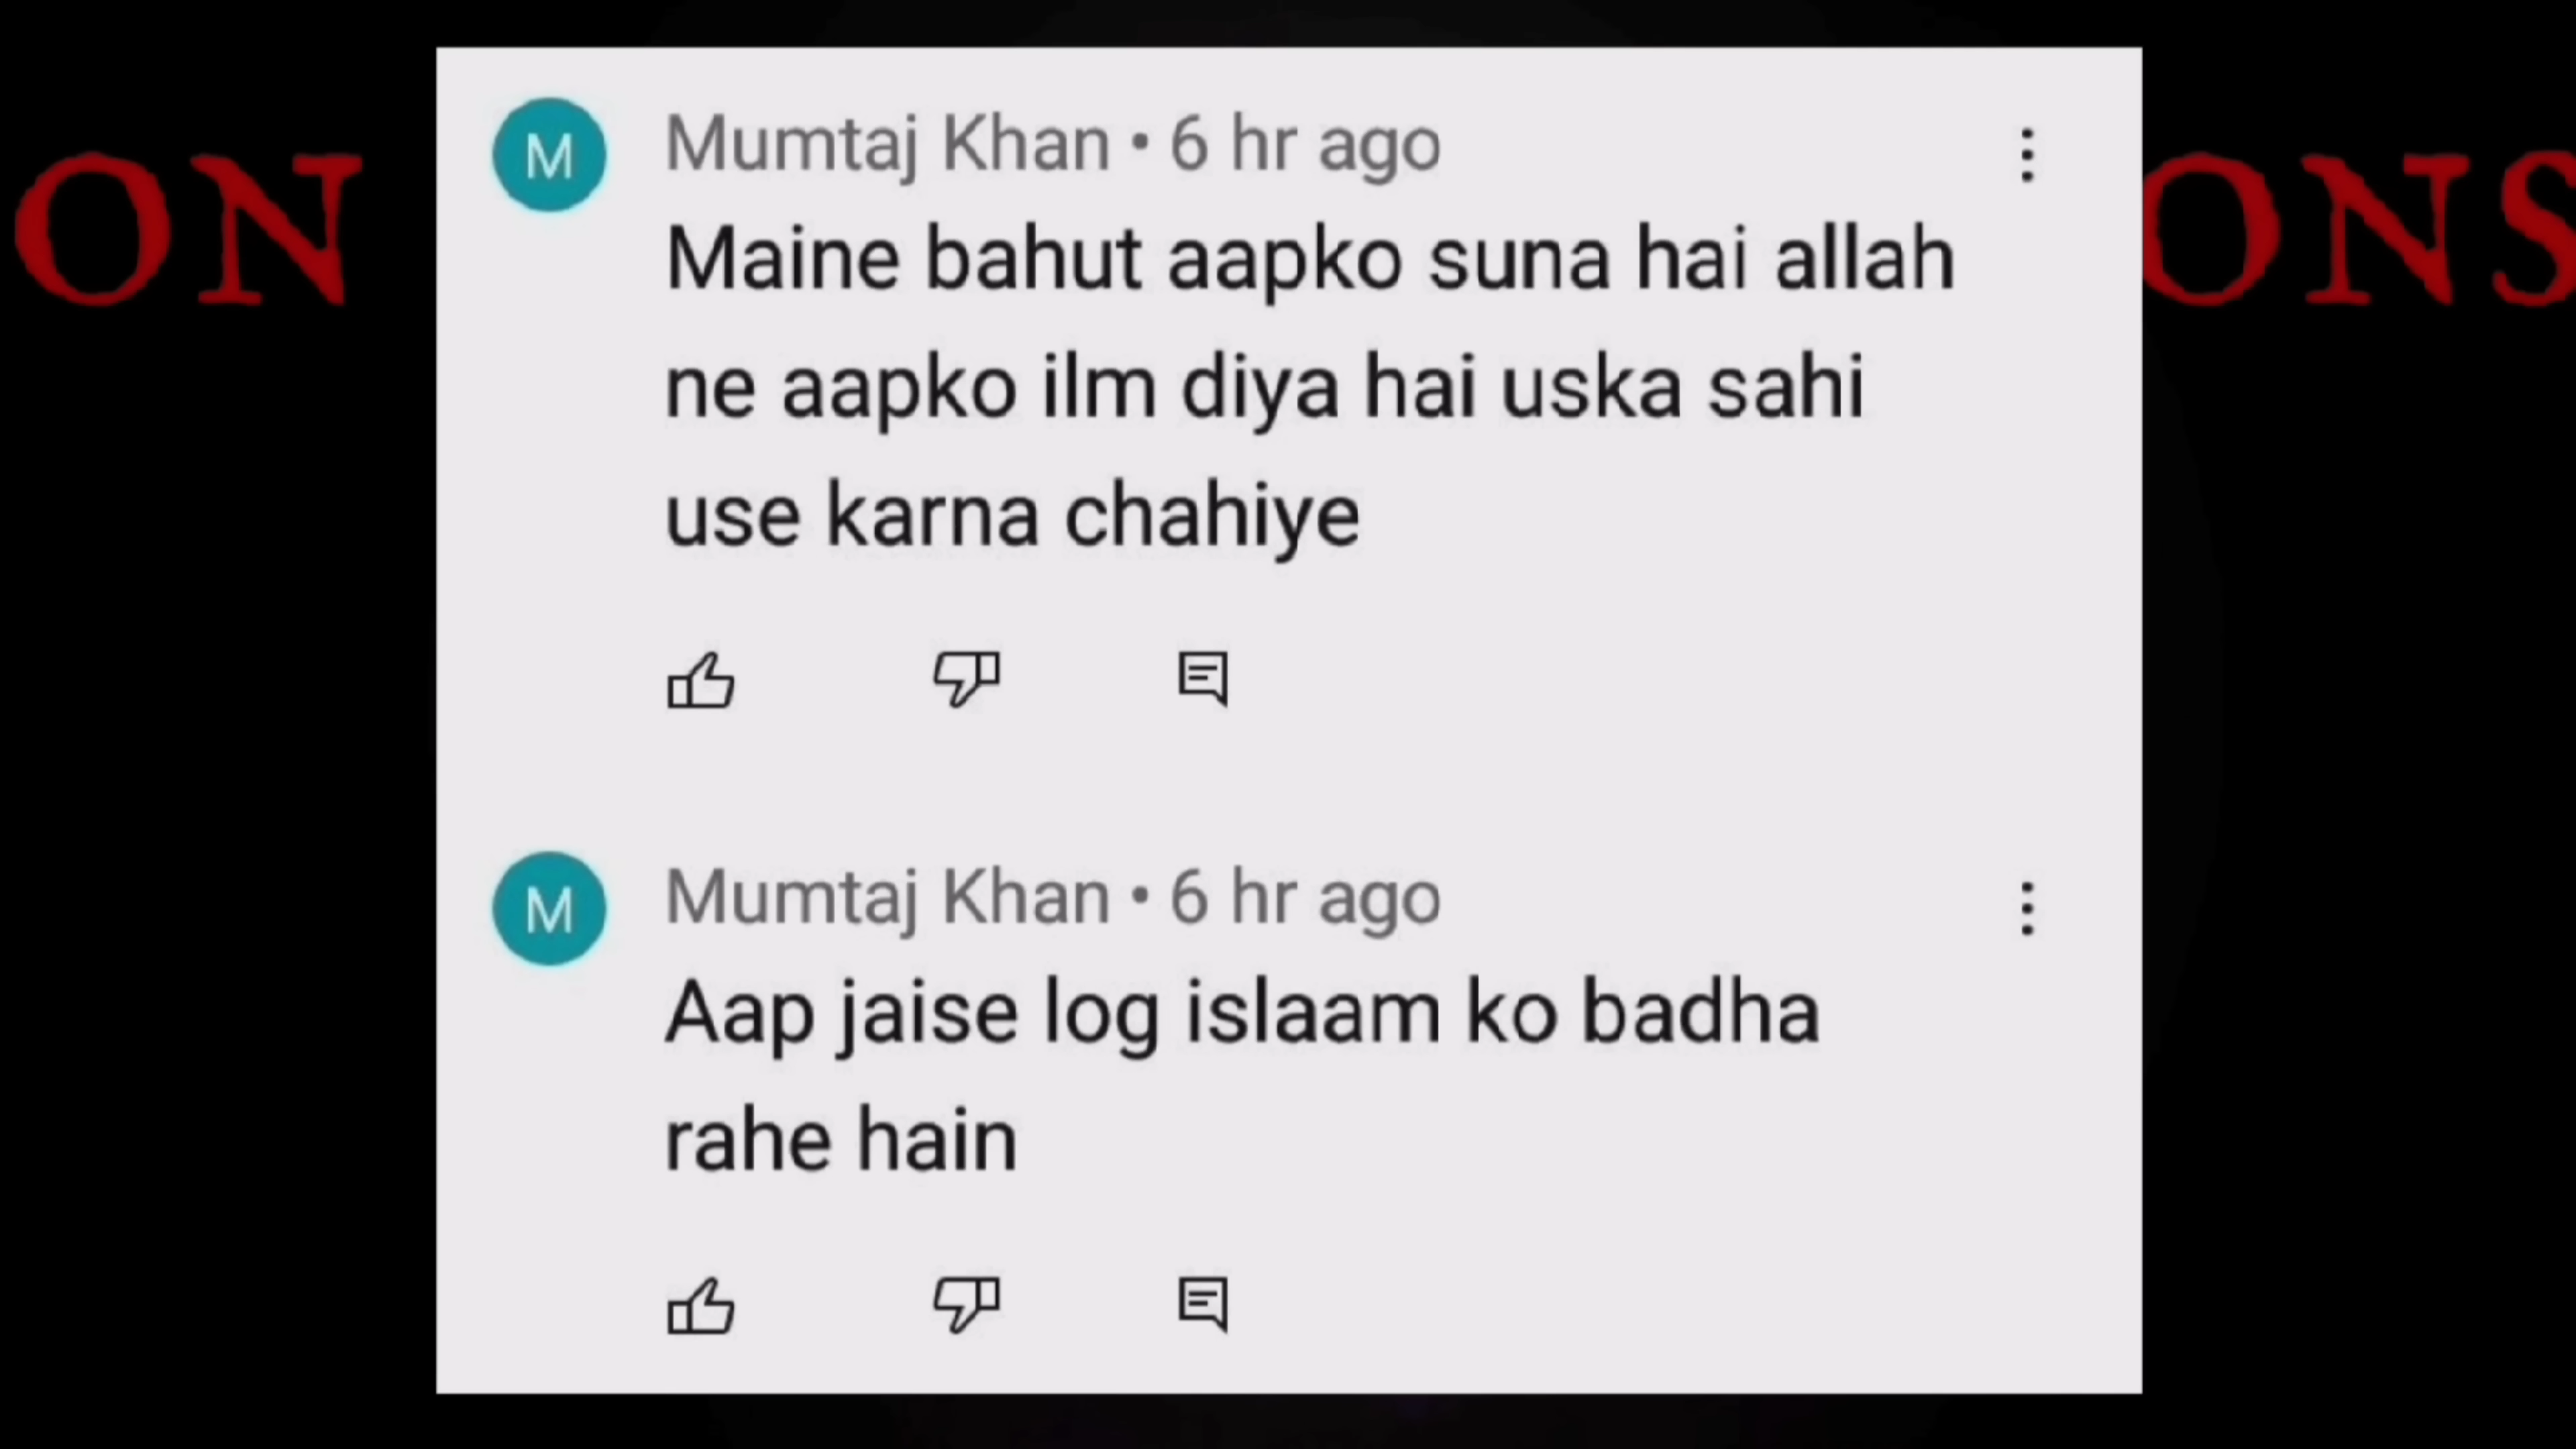 ON
ONS
M
Mumtaj Khan • 6 hr ago
Maine bahut aapko suna hai allah
ne aapko ilm diya hai uska sahi
use karna chahiye
M
Mumtaj Khan • 6 hr ago
Aap jaise log islaam ko badha
rahe hain